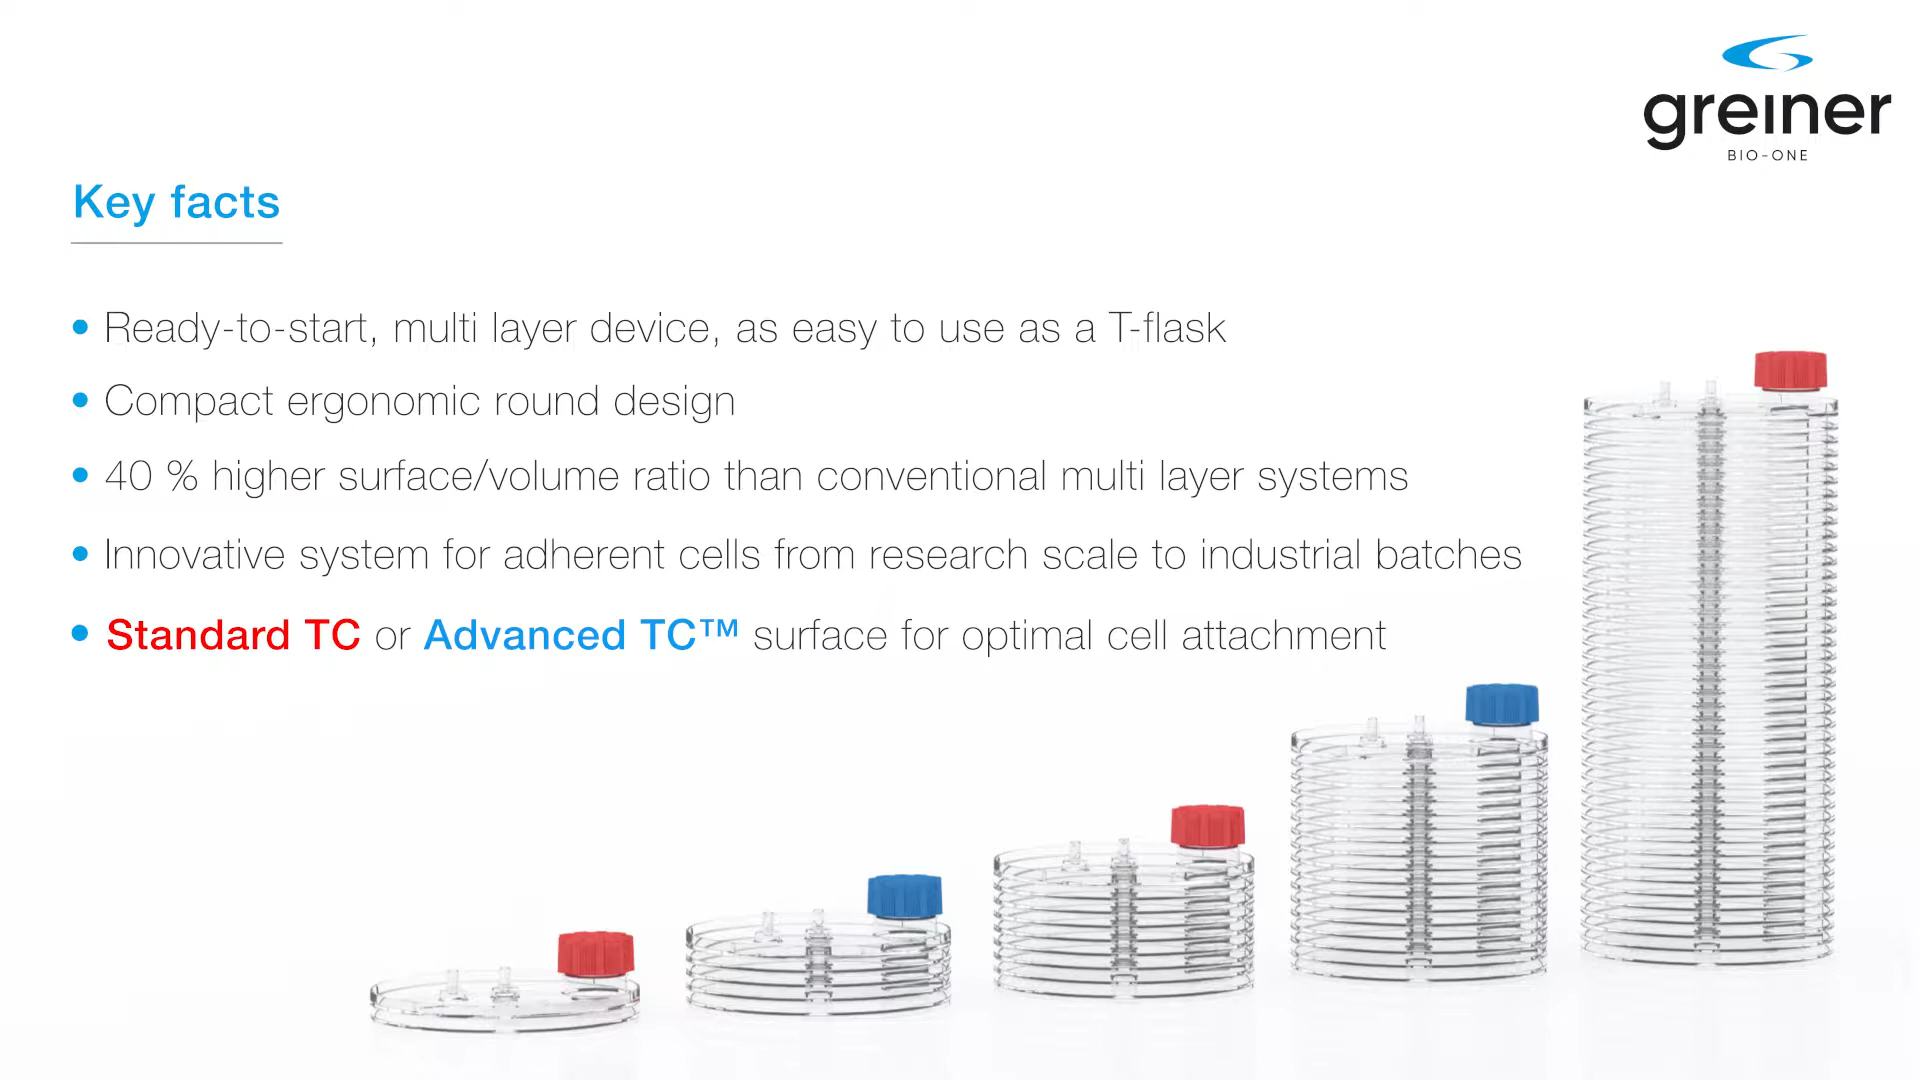 greiner
BIO-ONE
Key facts
• Ready-to-start, multi layer device, as easy to use as a T-flask
• Compact ergonomic round design
• 40 % higher surface/volume ratio than conventional multi layer systems
• Innovative system for adherent cells from research scale to industrial batches
• Standard TC or Advanced TC™ surface for optimal cell attachment